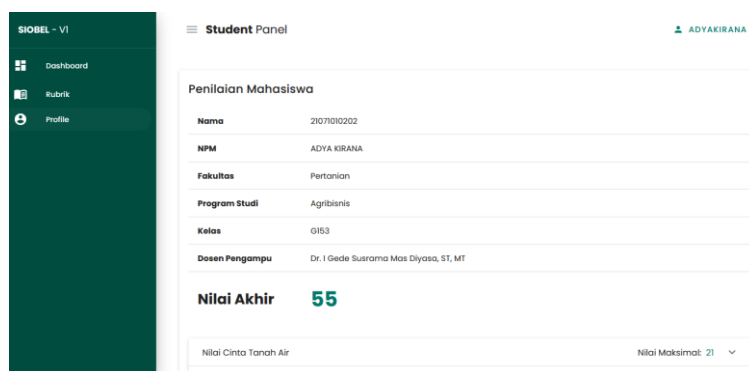 SIOBEL - V1
Student Panel
ADYAKIRANA
Dashboard
Rubrik
Profile
Penilaian Mahasiswa
Nama 21071010202
NPM ADYA KIRANA
Fakultas Pertanian
Program Studi Agribisnis
Kelas G153
Dosen Pengampu Dr. I Gede Susrama Mas Diyasa, ST, MT
Nilai Akhir 55
Nilai Cinta Tanah Air Nilai Maksimal: 21